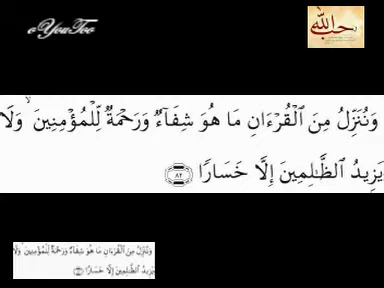 eYouToo
حب الله
وَنُنَزِّلُ مِنَ ٱلْقُرْءَانِ مَا هُوَ شِفَآءٌ وَرَحْمَةٌ لِّلْمُؤْمِنِينَ ۙ وَلَا
يَزِيدُ ٱلظَّٰلِمِينَ إِلَّا خَسَارًا ٨٢
وَنُنَزِّلُ مِنَ ٱلْقُرْءَانِ مَا هُوَ شِفَآءٌ وَرَحْمَةٌ لِّلْمُؤْمِنِينَ ۙ وَلَا
يَزِيدُ ٱلظَّٰلِمِينَ إِلَّا خَسَارًا ٨٢